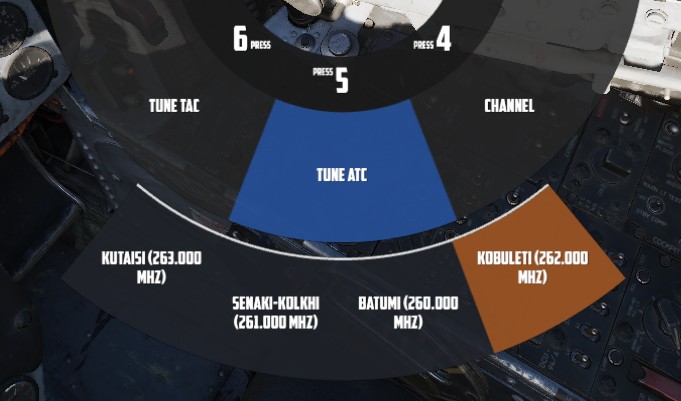 6 PRESS
PRESS 4
PRESS 5
TUNE TAC
CHANNEL
TUNE ATC
KUTAISI (263.000
MHZ)
KOBULETI (262.000
MHZ)
SENAKI-KOLKHI
(261.000 MHZ)
BATUMI (260.000
MHZ)